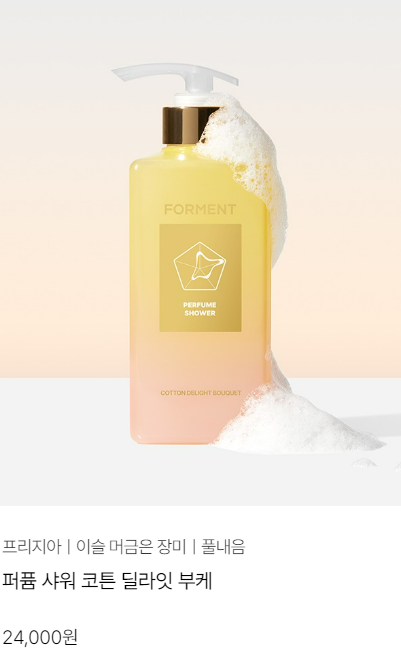 FORMENT
PERFUME
SHOWER
COTTON DELIGHT BOUQUET
프리지아 | 이슬 머금은 장미 | 풀내음
퍼퓸 샤워 코튼 딜라잇 부케
24,000원